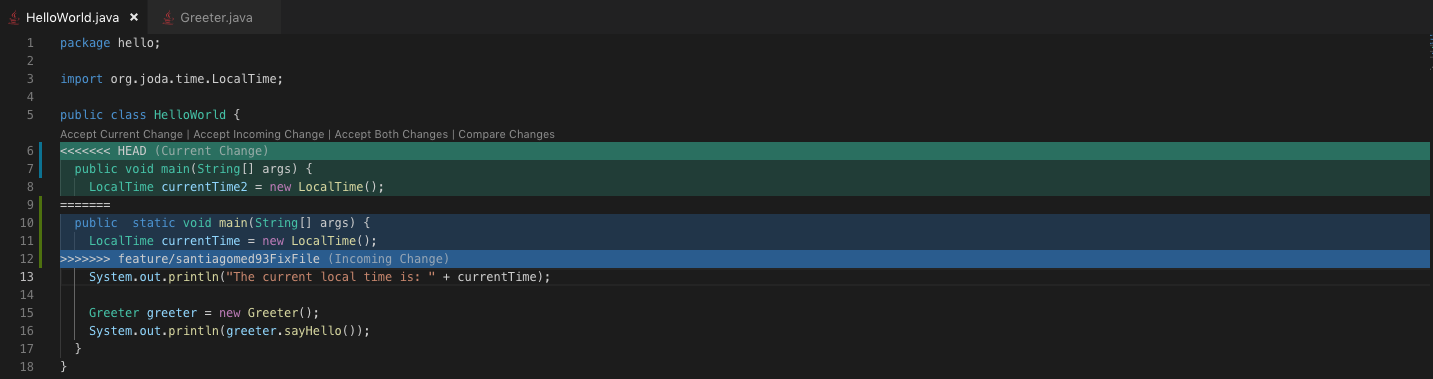 HelloWorld.java × Greeter.java
1 package hello;
2
3 import org.joda.time.LocalTime;
4
5 public class HelloWorld {
Accept Current Change | Accept Incoming Change | Accept Both Changes | Compare Changes
6 <<<<<<< HEAD (Current Change)
7   public void main(String[] args) {
8     LocalTime currentTime2 = new LocalTime();
9 =======
10   public  static void main(String[] args) {
11     LocalTime currentTime = new LocalTime();
12 >>>>>>> feature/santiagomed93FixFile (Incoming Change)
13     System.out.println("The current local time is: " + currentTime);
14
15     Greeter greeter = new Greeter();
16     System.out.println(greeter.sayHello());
17   }
18 }